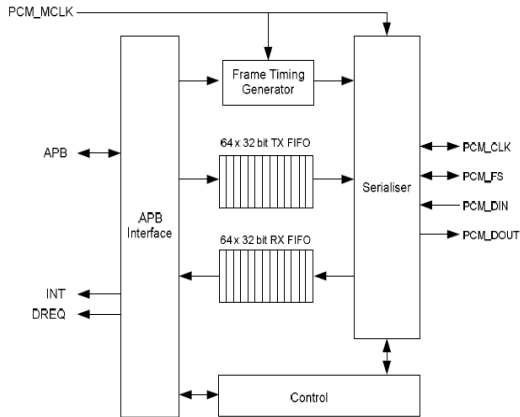 PCM_MCLK
Frame Timing
Generator
64 x 32 bit TX FIFO
APB
APB
Interface
Serialiser
PCM_CLK
PCM_FS
PCM_DIN
PCM_DOUT
64 x 32 bit RX FIFO
INT
DREQ
Control